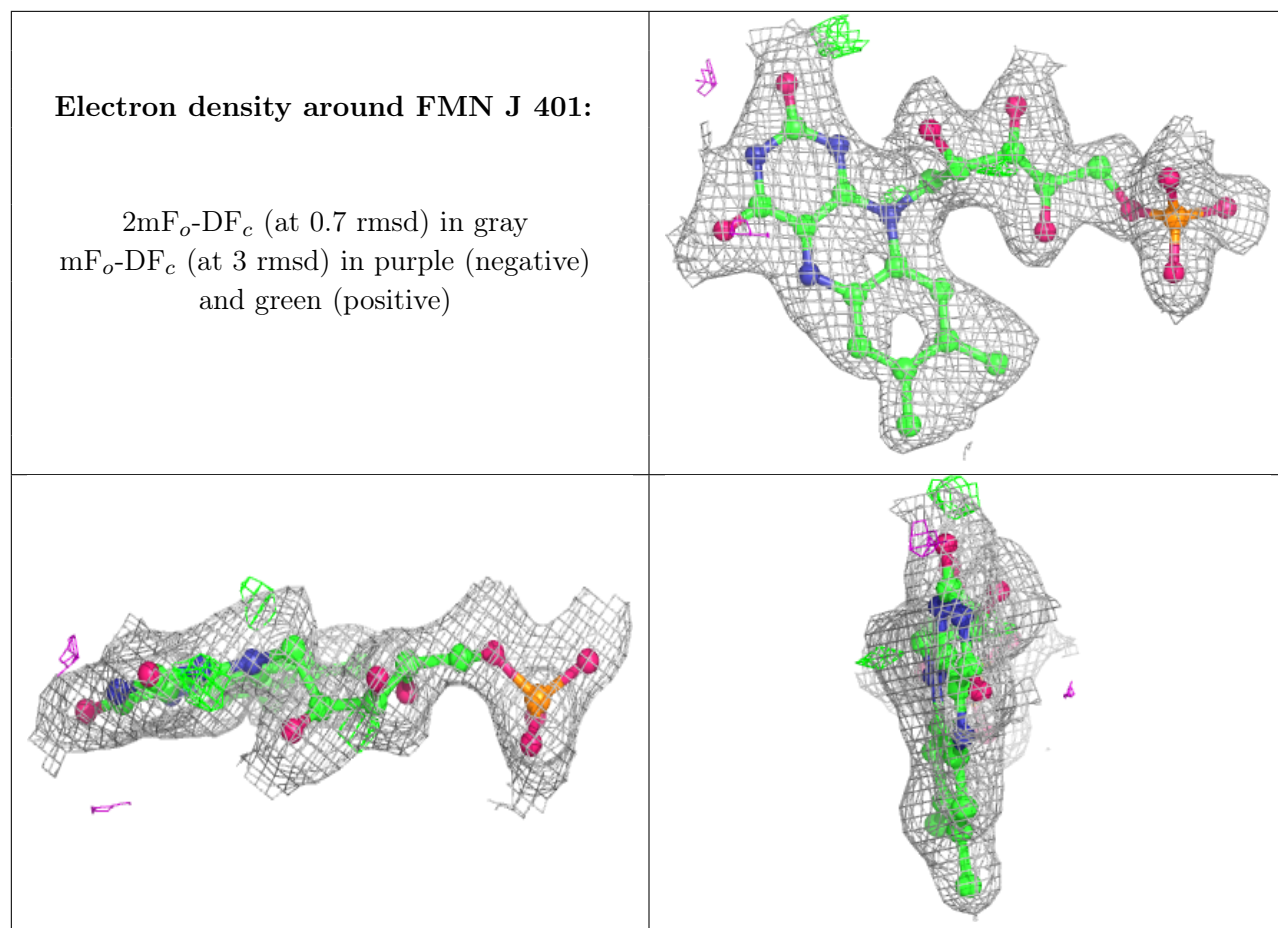 Electron density around FMN J 401:
2mFo-DFc (at 0.7 rmsd) in gray
mFo-DFc (at 3 rmsd) in purple (negative)
and green (positive)